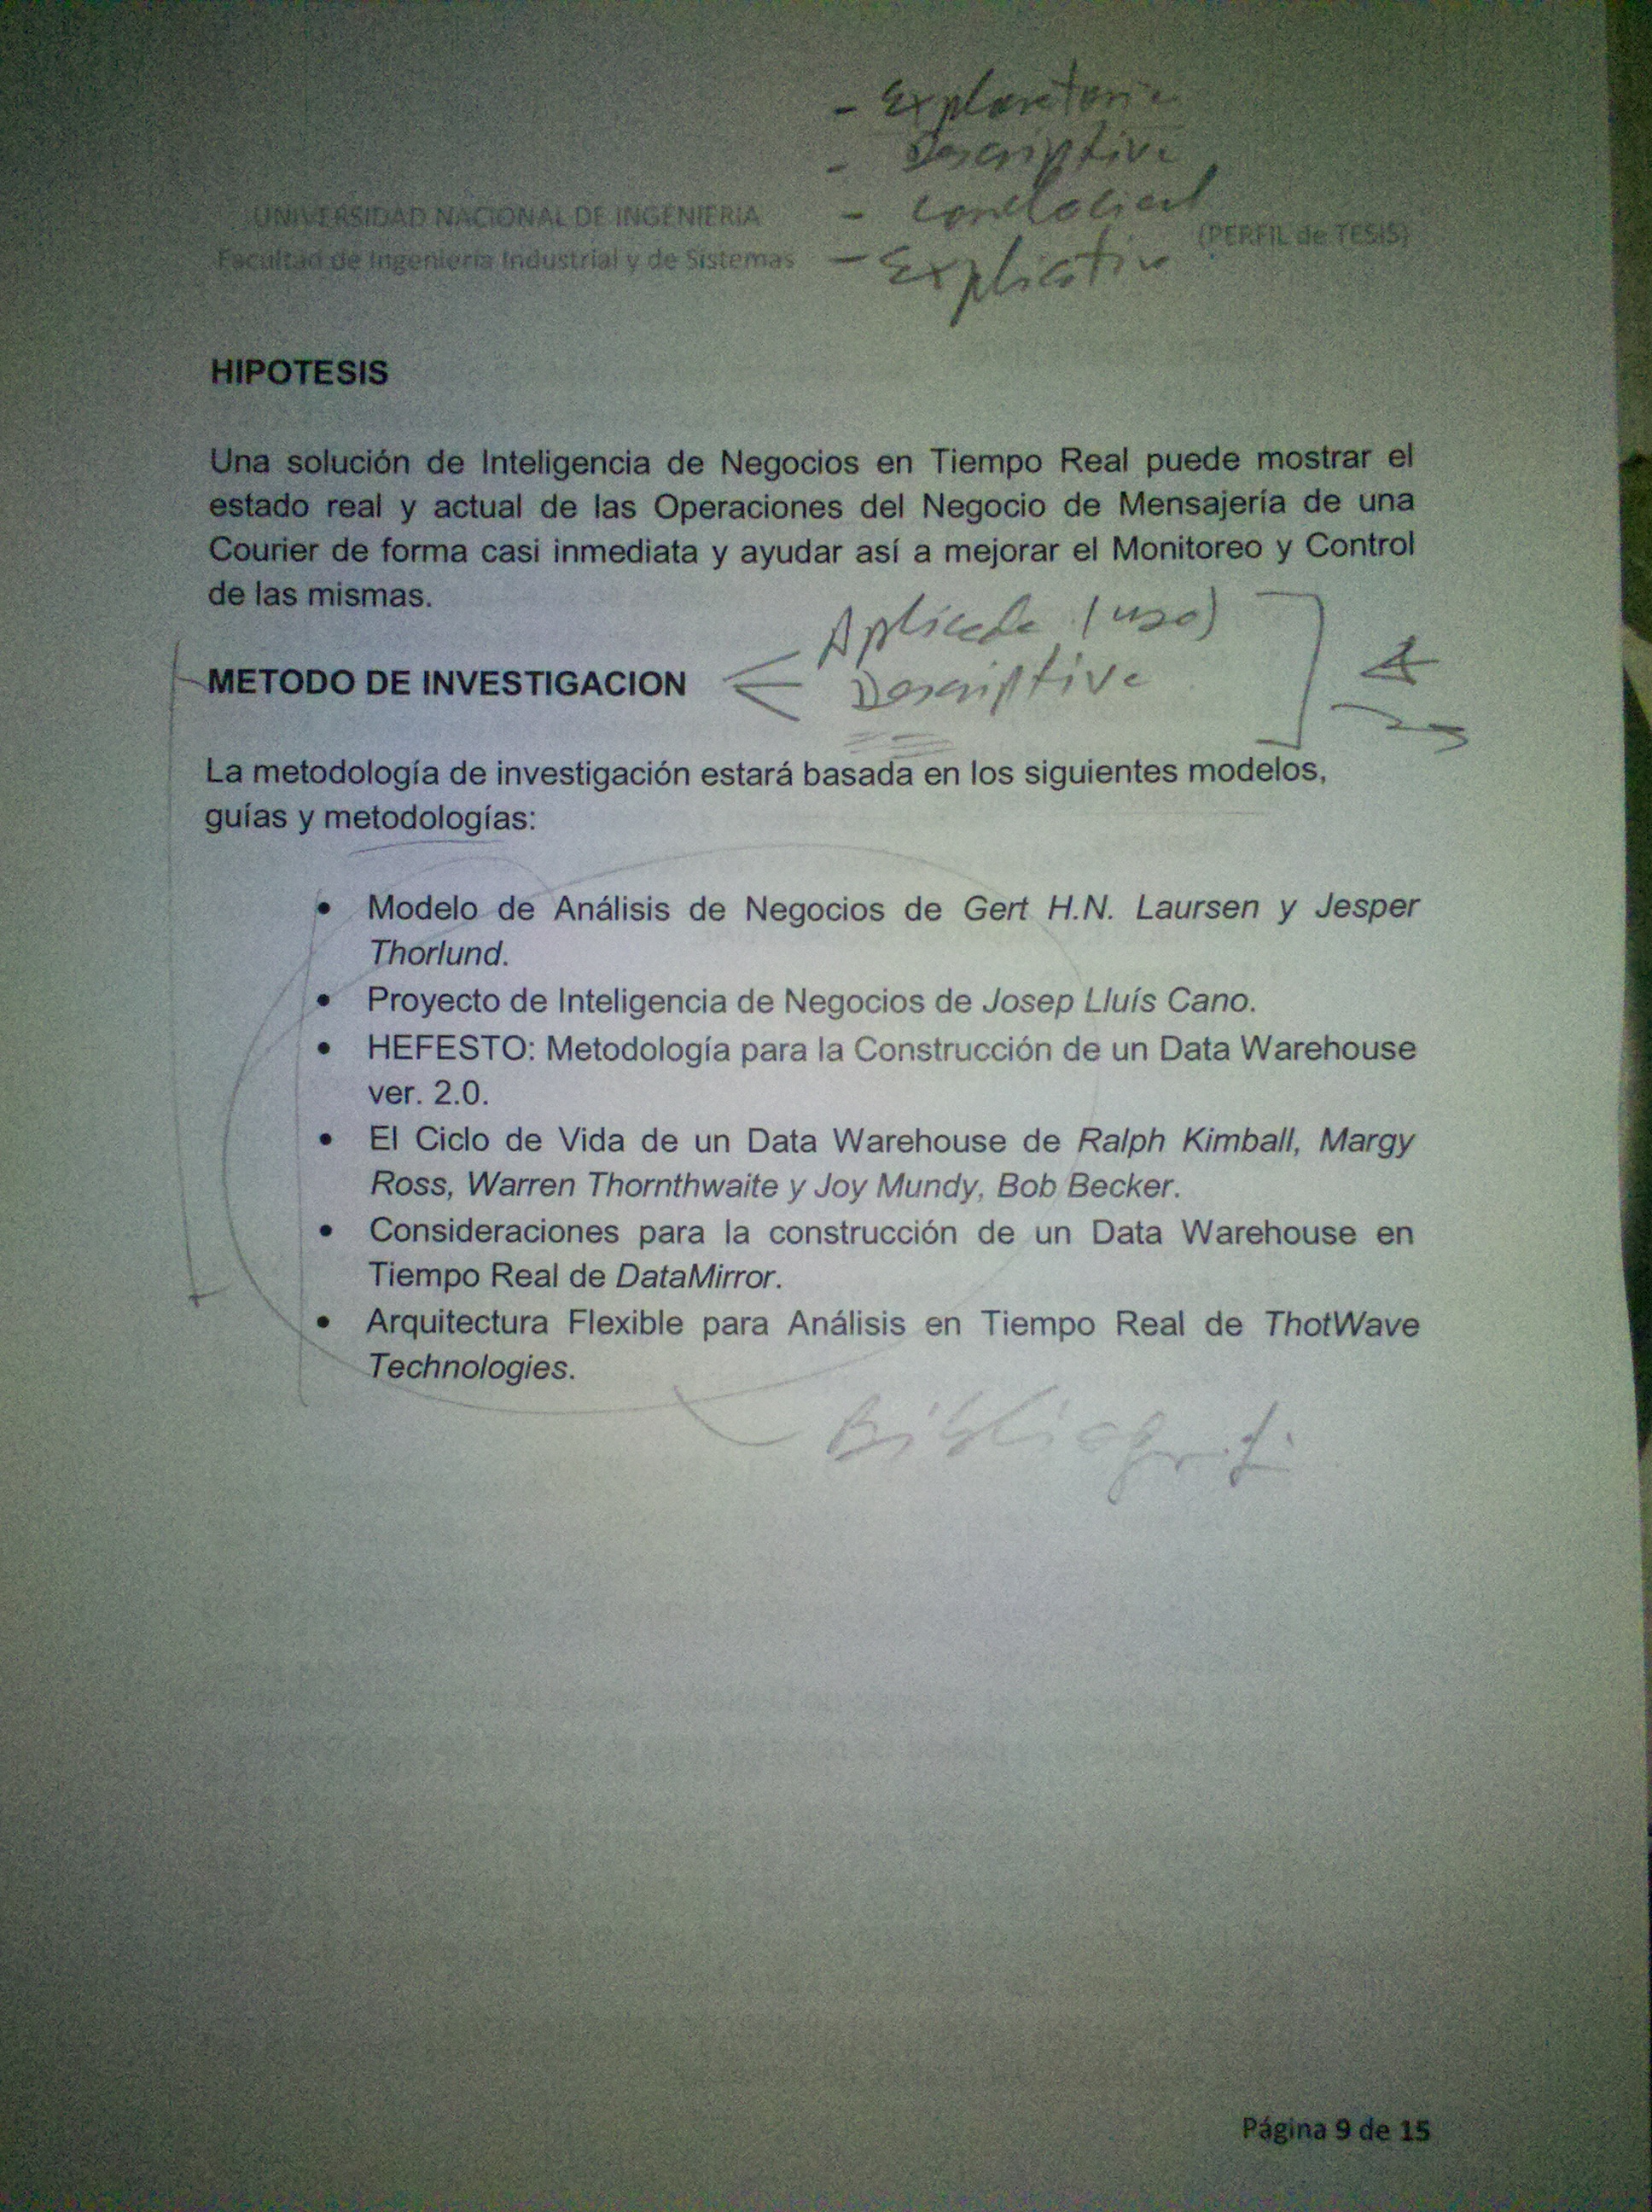 - Exploratorio
- Descriptivo
UNIVERSIDAD NACIONAL DE INGENIERIA - correlacional
Facultad de Ingeniería Industrial y de Sistemas - Explicativo (PERFIL de TESIS)
HIPOTESIS
Una solución de Inteligencia de Negocios en Tiempo Real puede mostrar el
estado real y actual de las Operaciones del Negocio de Mensajería de una
Courier de forma casi inmediata y ayudar así a mejorar el Monitoreo y Control
de las mismas.
Aplicada (uso)
METODO DE INVESTIGACION
Descriptiva
La metodología de investigación estará basada en los siguientes modelos,
guías y metodologías:
• Modelo de Análisis de Negocios de Gert H.N. Laursen y Jesper
Thorlund.
• Proyecto de Inteligencia de Negocios de Josep Lluís Cano.
• HEFESTO: Metodología para la Construcción de un Data Warehouse
ver. 2.0.
• El Ciclo de Vida de un Data Warehouse de Ralph Kimball, Margy
Ross, Warren Thornthwaite y Joy Mundy, Bob Becker.
• Consideraciones para la construcción de un Data Warehouse en
Tiempo Real de DataMirror.
• Arquitectura Flexible para Análisis en Tiempo Real de ThotWave
Technologies.
Página 9 de 15